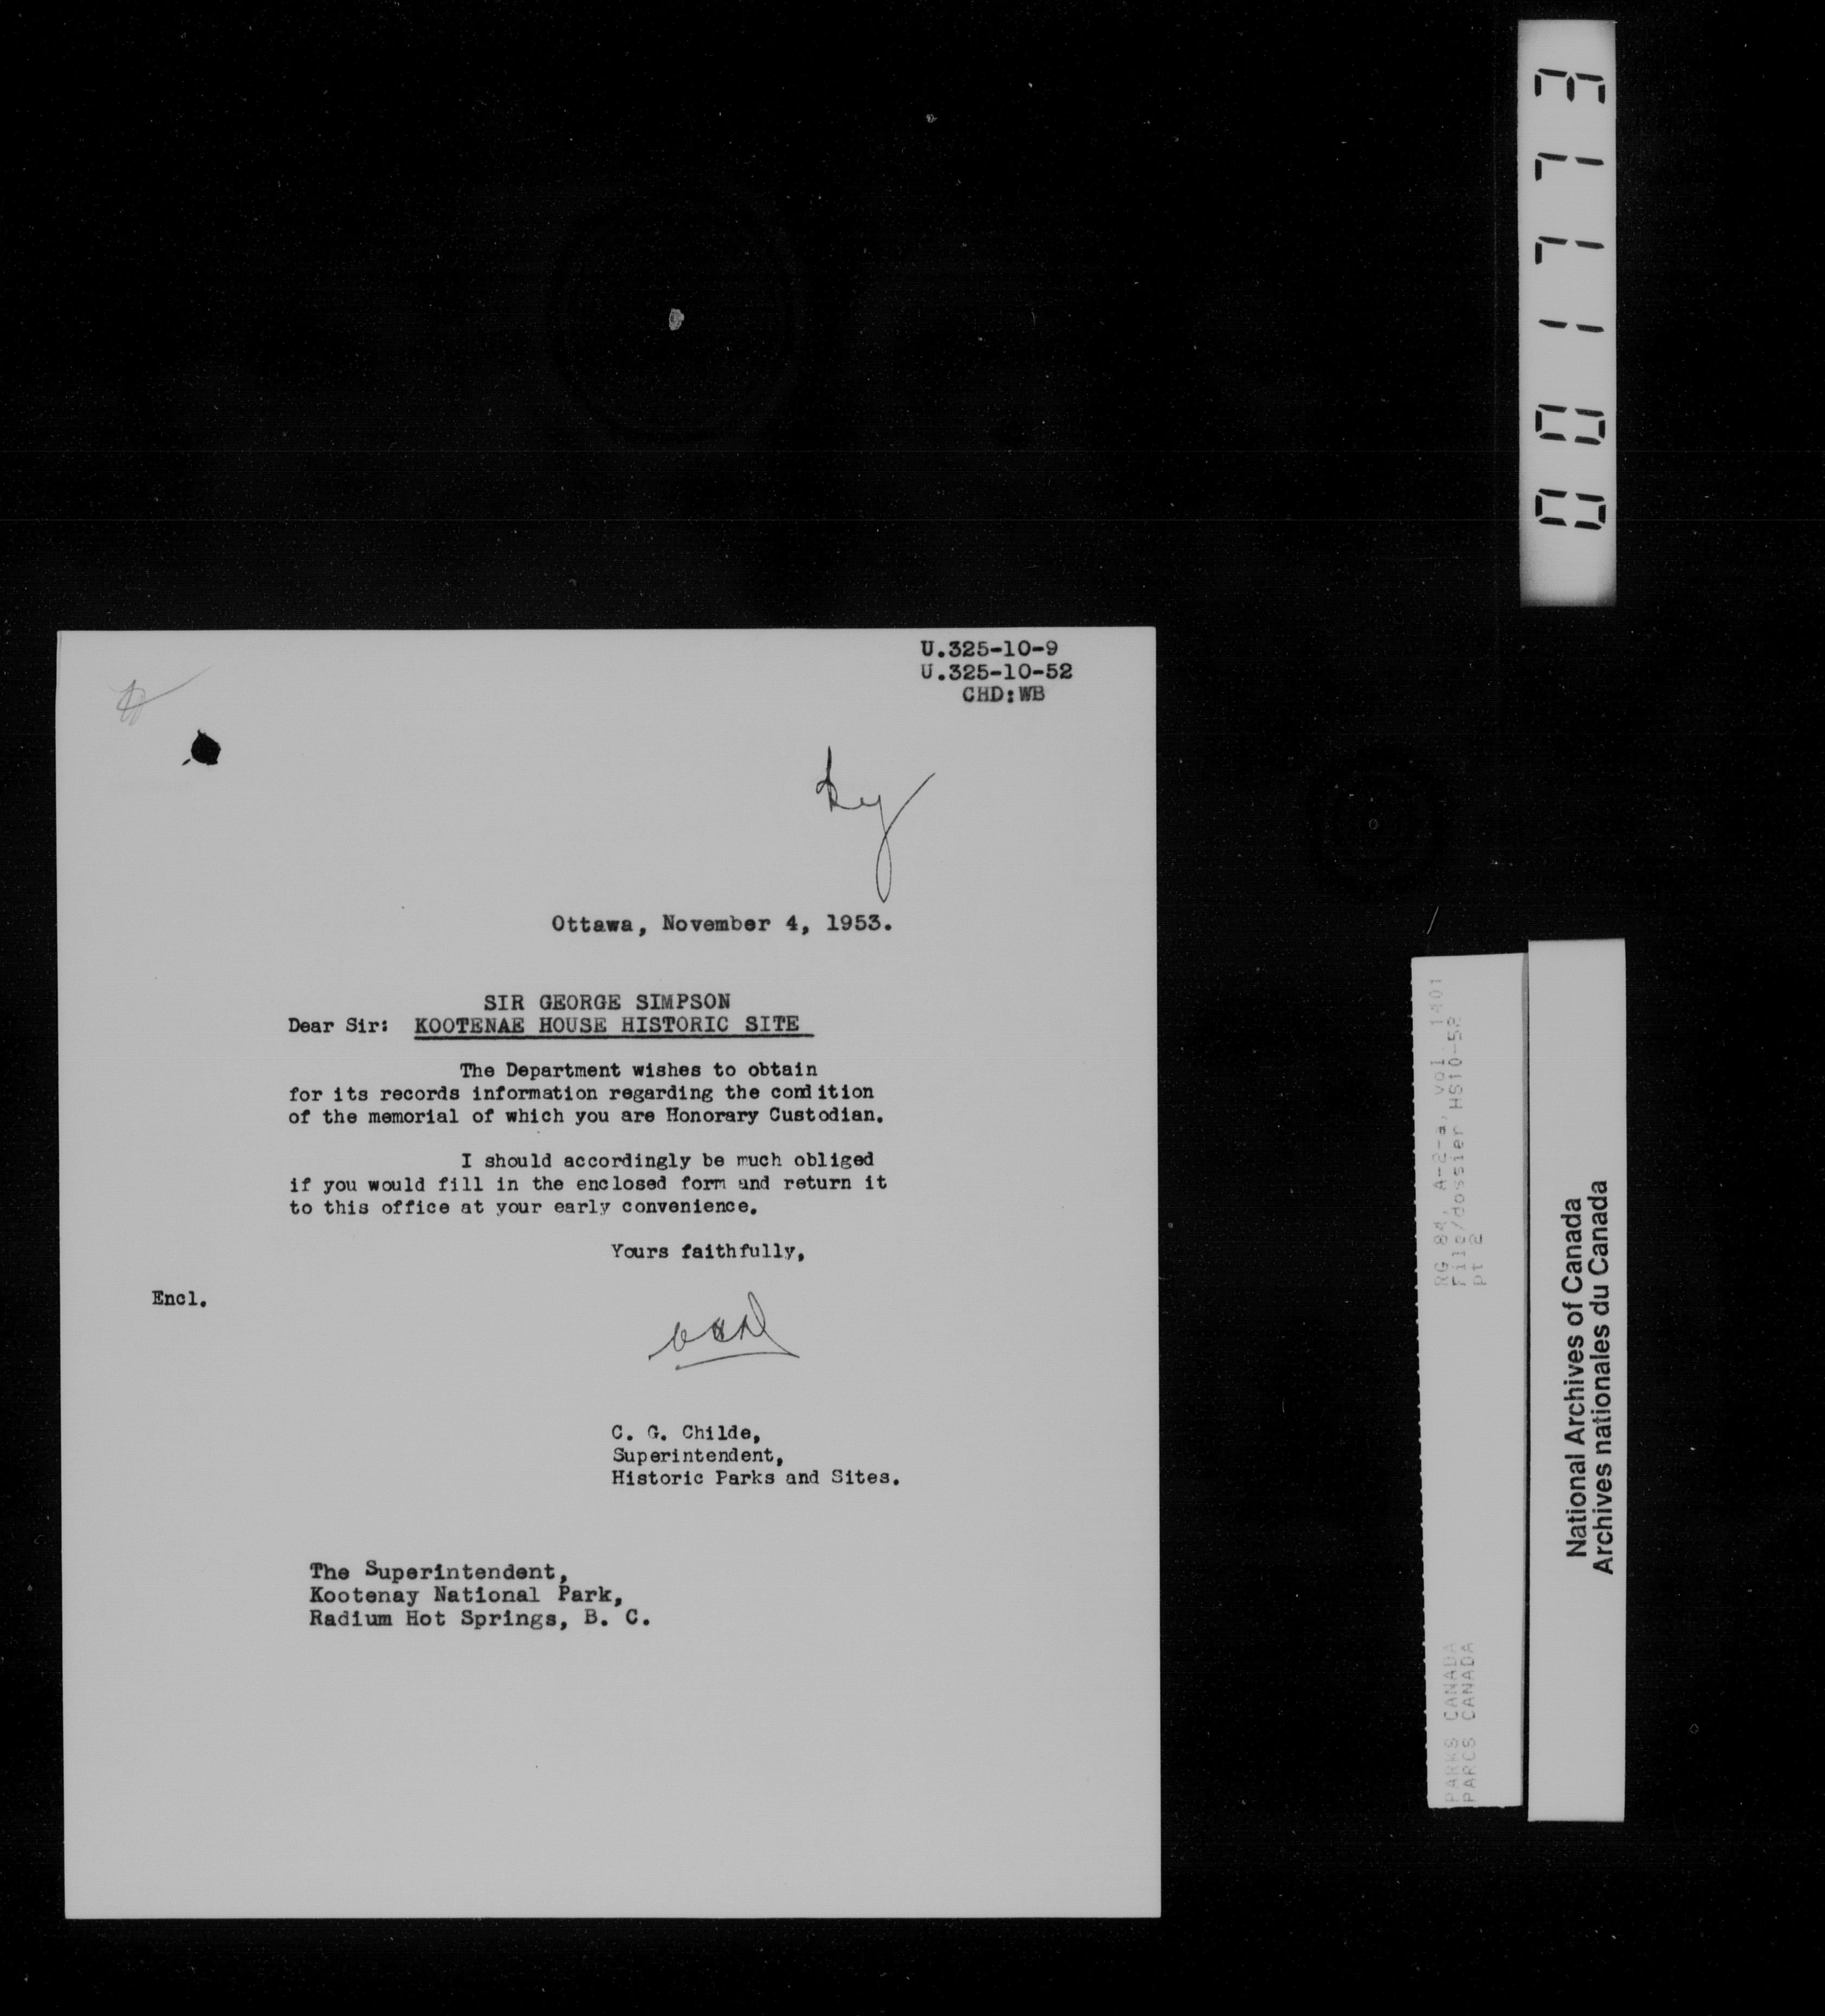 U.325-10-9
U.325-10-52
CHD:WB
Ottawa, November 4, 1953.
SIR GEORGE SIMPSON
Dear Sir: KOOTENAE HOUSE HISTORIC SITE
The Department wishes to obtain
for its records information regarding the condition
of the memorial of which you are Honorary Custodian.
I should accordingly be much obliged
if you would fill in the enclosed form and return it
to this office at your early convenience.
Yours faithfully,
Encl.
C. G. Childe,
Superintendent,
Historic Parks and Sites.
The Superintendent,
Kootenay National Park,
Radium Hot Springs, B. C.
001773
RG 84, A-2-a, vol. 1401
File/dossier HS10-52
pt 2
PARKS CANADA
PARCS CANADA
National Archives of Canada
Archives nationales du Canada